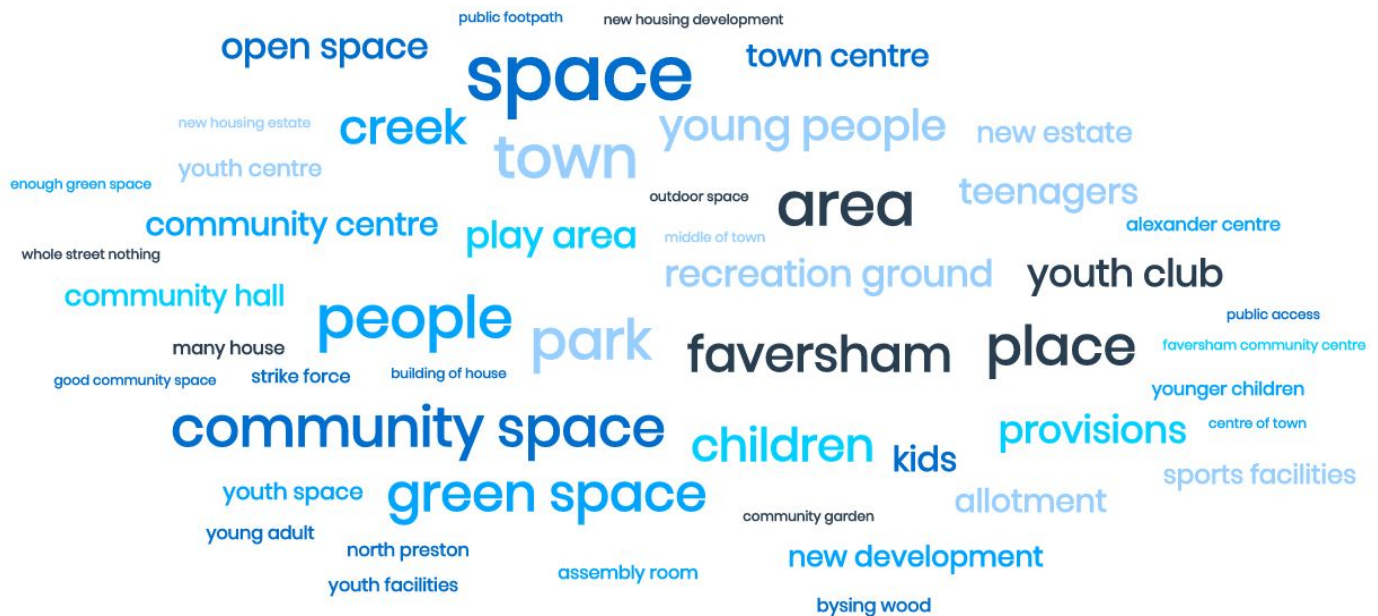 public footpath
new housing development
open space
space
town centre
new housing estate
creek
young people
town
new estate
youth centre
enough green space
outdoor space
area
teenagers
community centre
play area
middle of town
alexander centre
whole street nothing
recreation ground
youth club
community hall
people
park
public access
many house
faversham
place
faversham community centre
good community space
strike force
building of house
younger children
community space
children
kids
provisions
centre of town
sports facilities
youth space
green space
allotment
community garden
young adult
north preston
new development
assembly room
youth facilities
bysing wood